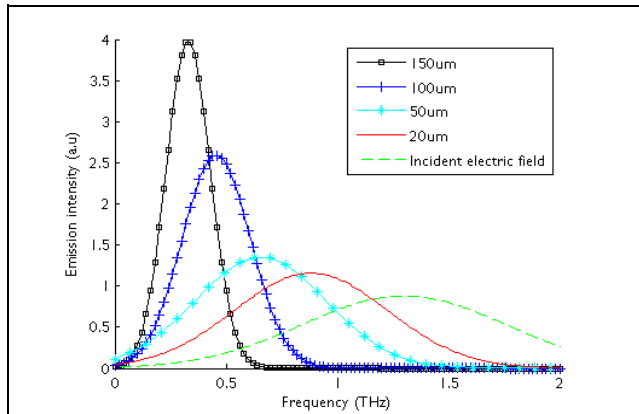 4
3.5
3
2.5
2
1.5
1
0.5
0
0
0.5
1
1.5
2
Emission intensity (a.u)
Frequency (THz)
150um
100um
50um
20um
Incident electric field